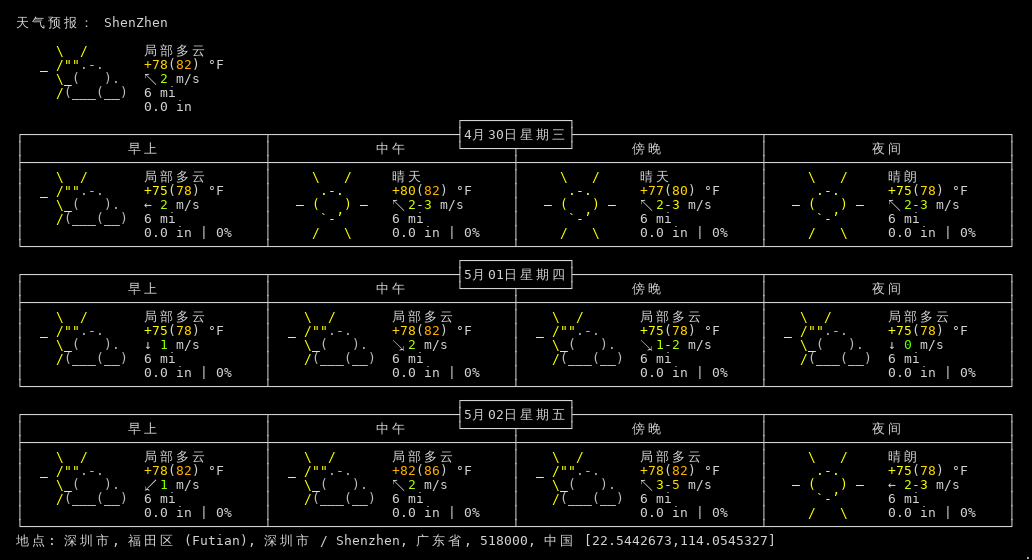 天气预报： ShenZhen
局部多云
+78(82) °F
↖ 2 m/s
6 mi
0.0 in
4月30日星期三
早上 中午 傍晚 夜间
局部多云 晴天 晴天 晴朗
+75(78) °F +80(82) °F +77(80) °F +75(78) °F
← 2 m/s ↖ 2-3 m/s ↖ 2-3 m/s ↖ 2-3 m/s
6 mi 6 mi 6 mi 6 mi
0.0 in | 0% 0.0 in | 0% 0.0 in | 0% 0.0 in | 0%
5月01日星期四
早上 中午 傍晚 夜间
局部多云 局部多云 局部多云 局部多云
+75(78) °F +78(82) °F +75(78) °F +75(78) °F
↓ 1 m/s ↘ 2 m/s ↘ 1-2 m/s ↓ 0 m/s
6 mi 6 mi 6 mi 6 mi
0.0 in | 0% 0.0 in | 0% 0.0 in | 0% 0.0 in | 0%
5月02日星期五
早上 中午 傍晚 夜间
局部多云 局部多云 局部多云 晴朗
+78(82) °F +82(86) °F +78(82) °F +75(78) °F
↙ 1 m/s ↖ 2 m/s ↖ 3-5 m/s ← 2-3 m/s
6 mi 6 mi 6 mi 6 mi
0.0 in | 0% 0.0 in | 0% 0.0 in | 0% 0.0 in | 0%
地点: 深圳市, 福田区 (Futian), 深圳市 / Shenzhen, 广东省, 518000, 中国 [22.5442673,114.0545327]